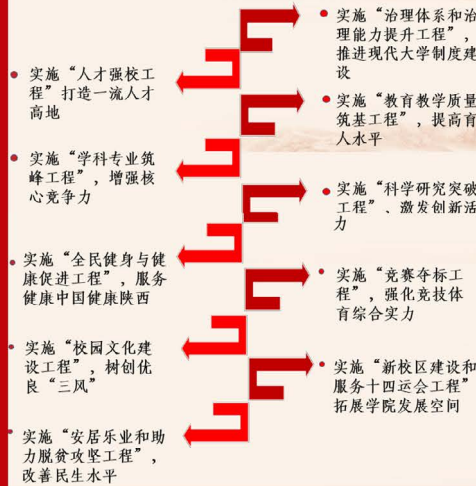 实施“治理体系和治
理能力提升工程”，
推进现代大学制度建
设
实施“人才强校工
程”打造一流人才
高地
实施“教育教学质量
筑基工程”，提高育
人水平
实施“学科专业筑
峰工程”，增强核
心竞争力
实施“科学研究突破
工程”、激发创新活
力
实施“全民健身与健
康促进工程”，服务
健康中国健康陕西
实施“竞赛夺标工
程”，强化竞技体
育综合实力
实施“校园文化建
设工程”，树创优
良“三风”
实施“新校区建设和
服务十四运会工程”
拓展学院发展空间
实施“安居乐业和助
力脱贫攻坚工程”，
改善民生水平